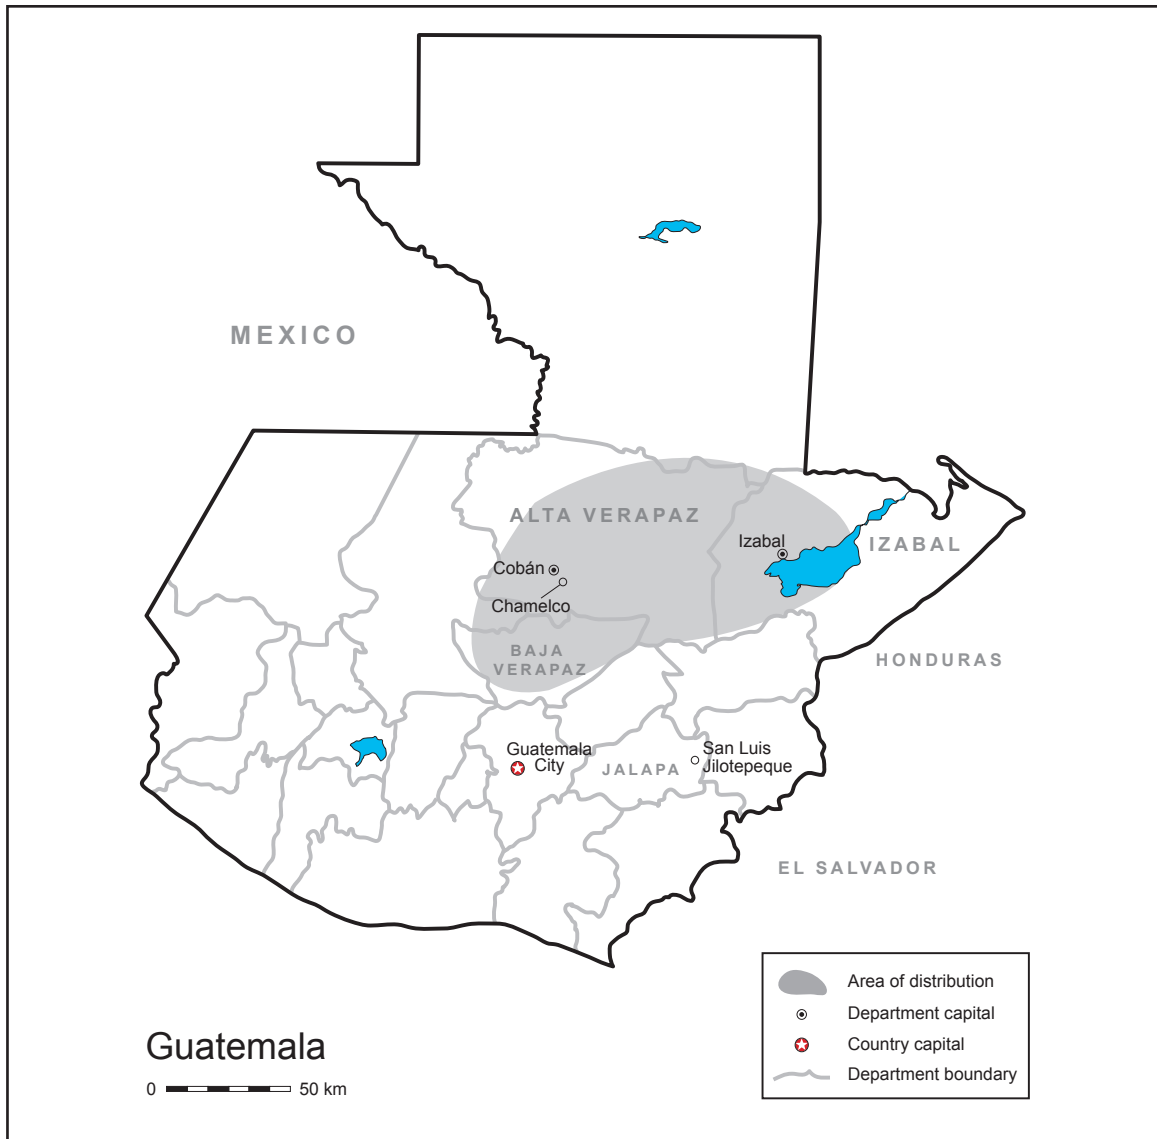 MEXICO
ALTA VERAPAZ
Izabal
IZABAL
Cobán
Chamelco
BAJA
VERAPAZ
HONDURAS
Guatemala
City
JALAPA
San Luis
Jilotepeque
EL SALVADOR
Area of distribution
Department capital
Country capital
Department boundary
Guatemala
0 50 km